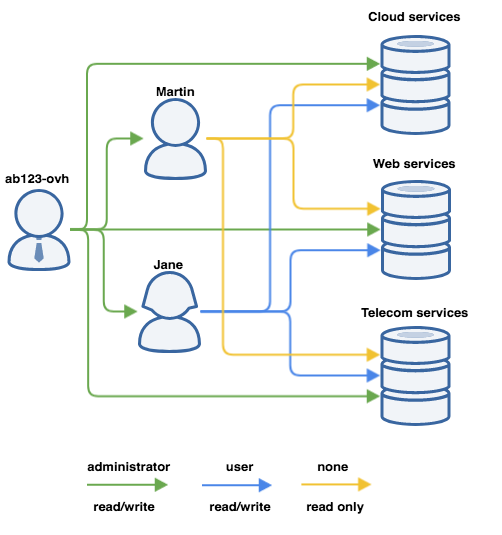 Cloud services
Martin
Web services
ab123-ovh
Jane
Telecom services
administrator
user
none
read/write
read/write
read only